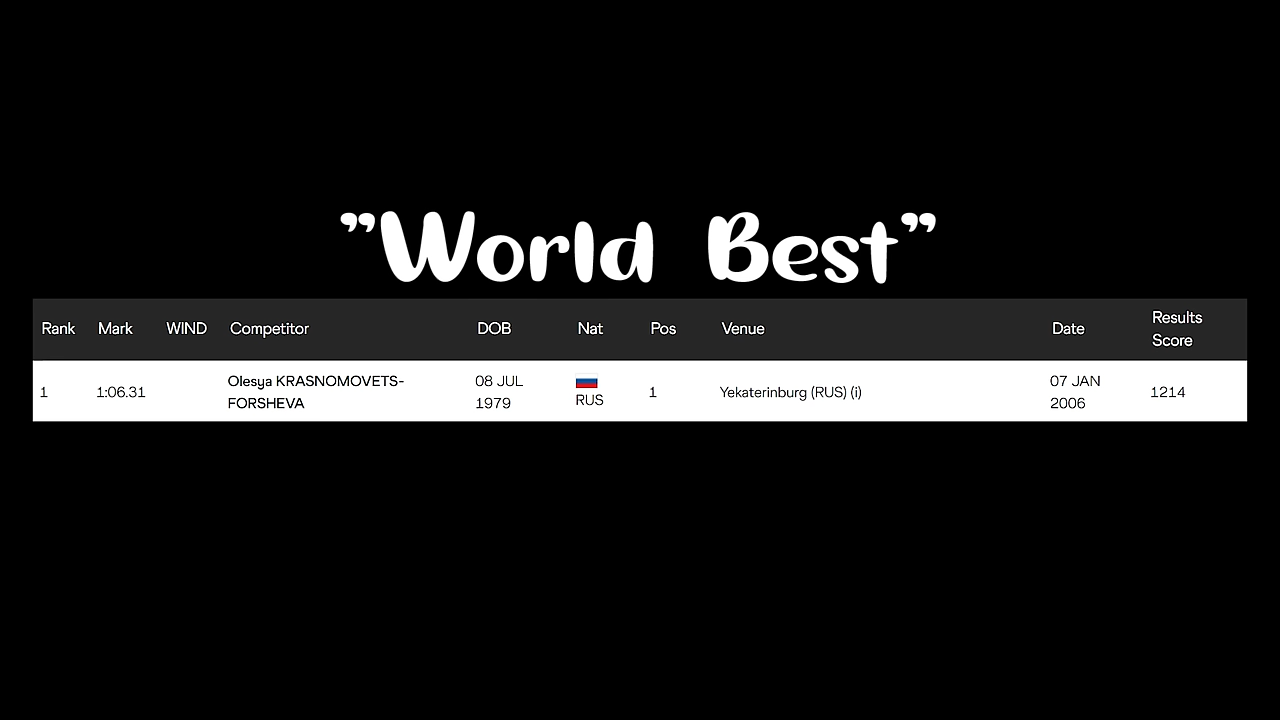 ”World Best”
Rank Mark WIND Competitor DOB Nat Pos Venue Date Results Score
1 1:06.31 Olesya KRASNOMOVETS-FORSHEVA 08 JUL 1979 RUS 1 Yekaterinburg (RUS) (i) 07 JAN 2006 1214